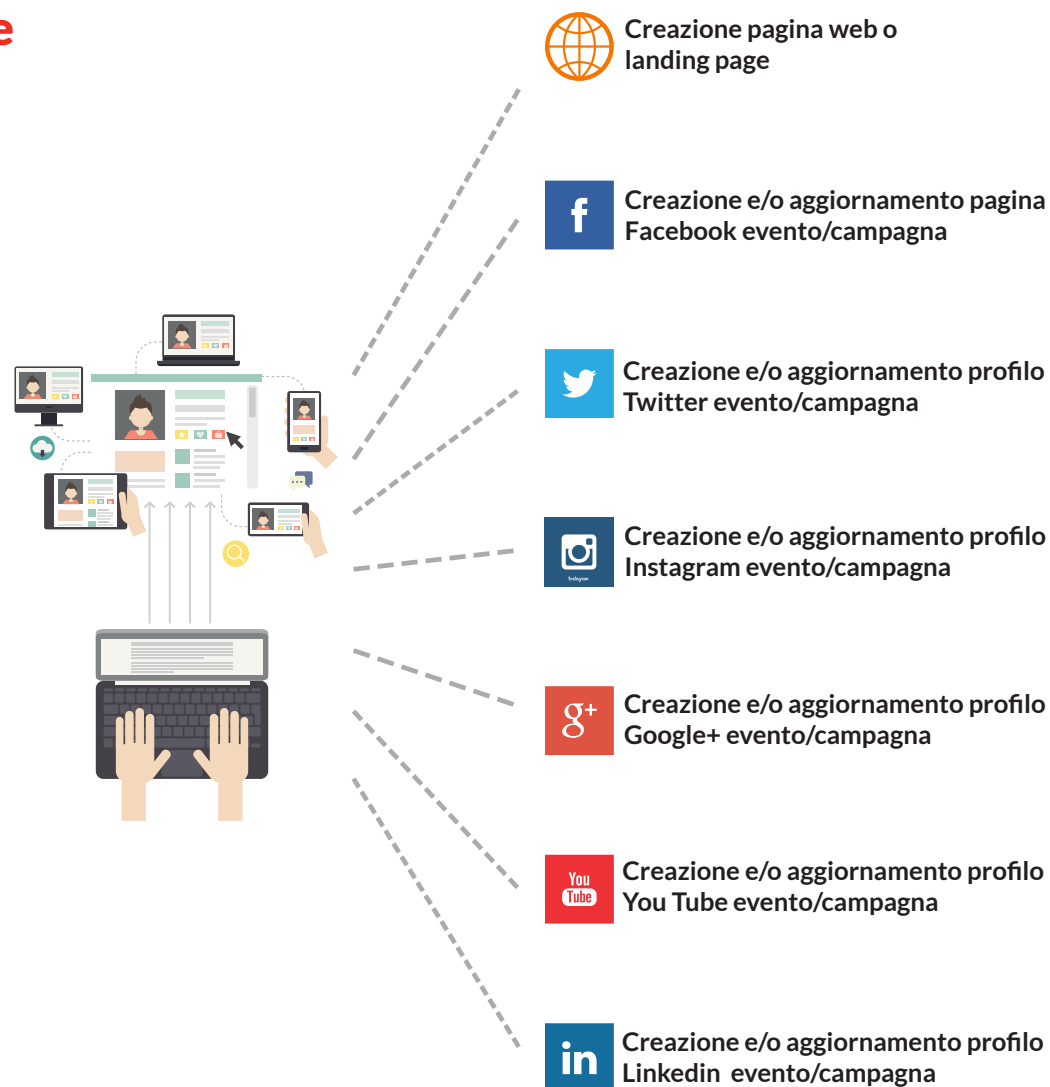 e
Creazione pagina web o
landing page
f
Creazione e/o aggiornamento pagina
Facebook evento/campagna
Creazione e/o aggiornamento profilo
Twitter evento/campagna
Instagram
Creazione e/o aggiornamento profilo
Instagram evento/campagna
g+
Creazione e/o aggiornamento profilo
Google+ evento/campagna
You
Tube
Creazione e/o aggiornamento profilo
You Tube evento/campagna
in
Creazione e/o aggiornamento profilo
Linkedin evento/campagna